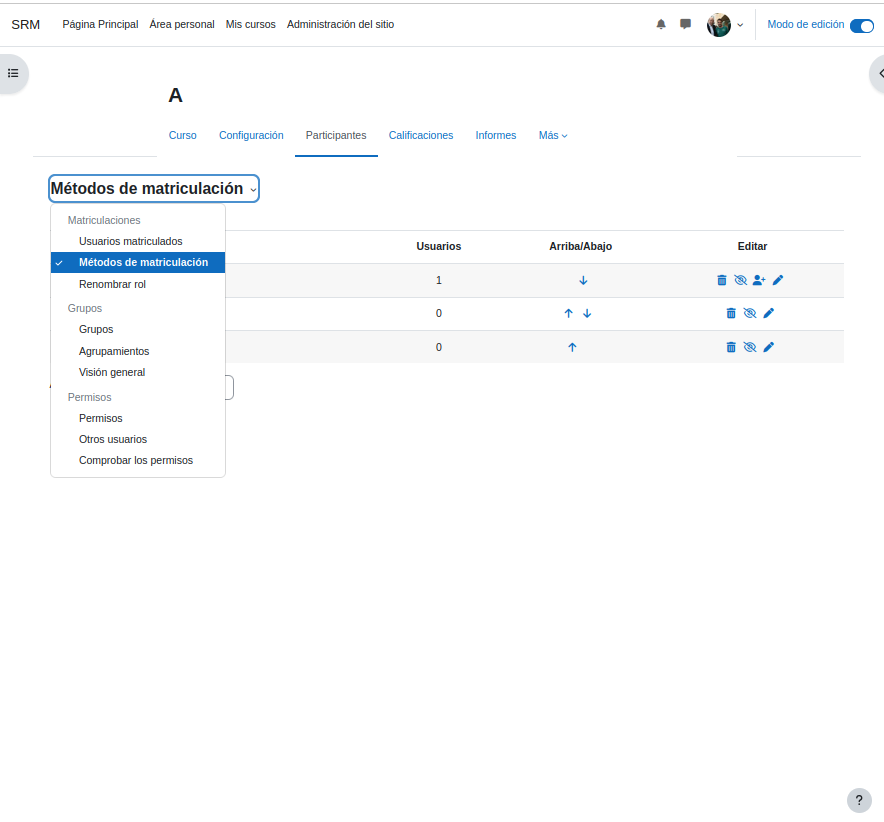 SRM Página Principal Área personal Mis cursos Administración del sitio Modo de edición
A
Curso Configuración Participantes Calificaciones Informes Más
Métodos de matriculación
Matriculaciones
Usuarios matriculados
Métodos de matriculación
Renombrar rol
Grupos
Grupos
Agrupamientos
Visión general
Permisos
Permisos
Otros usuarios
Comprobar los permisos
Usuarios Arriba/Abajo Editar
1
0
0
?